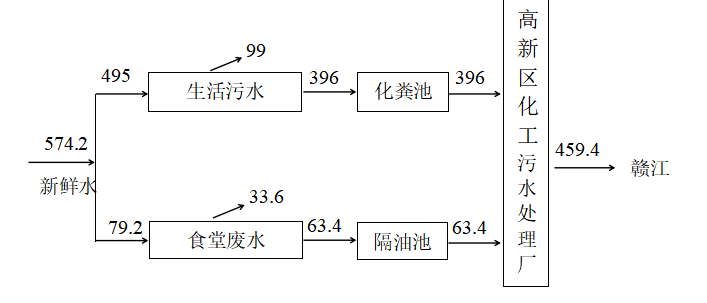 99
495
生活污水
396
化粪池
396
574.2
新鲜水
高新区化工污水处理厂
459.4
赣江
79.2
33.6
食堂废水
63.4
隔油池
63.4